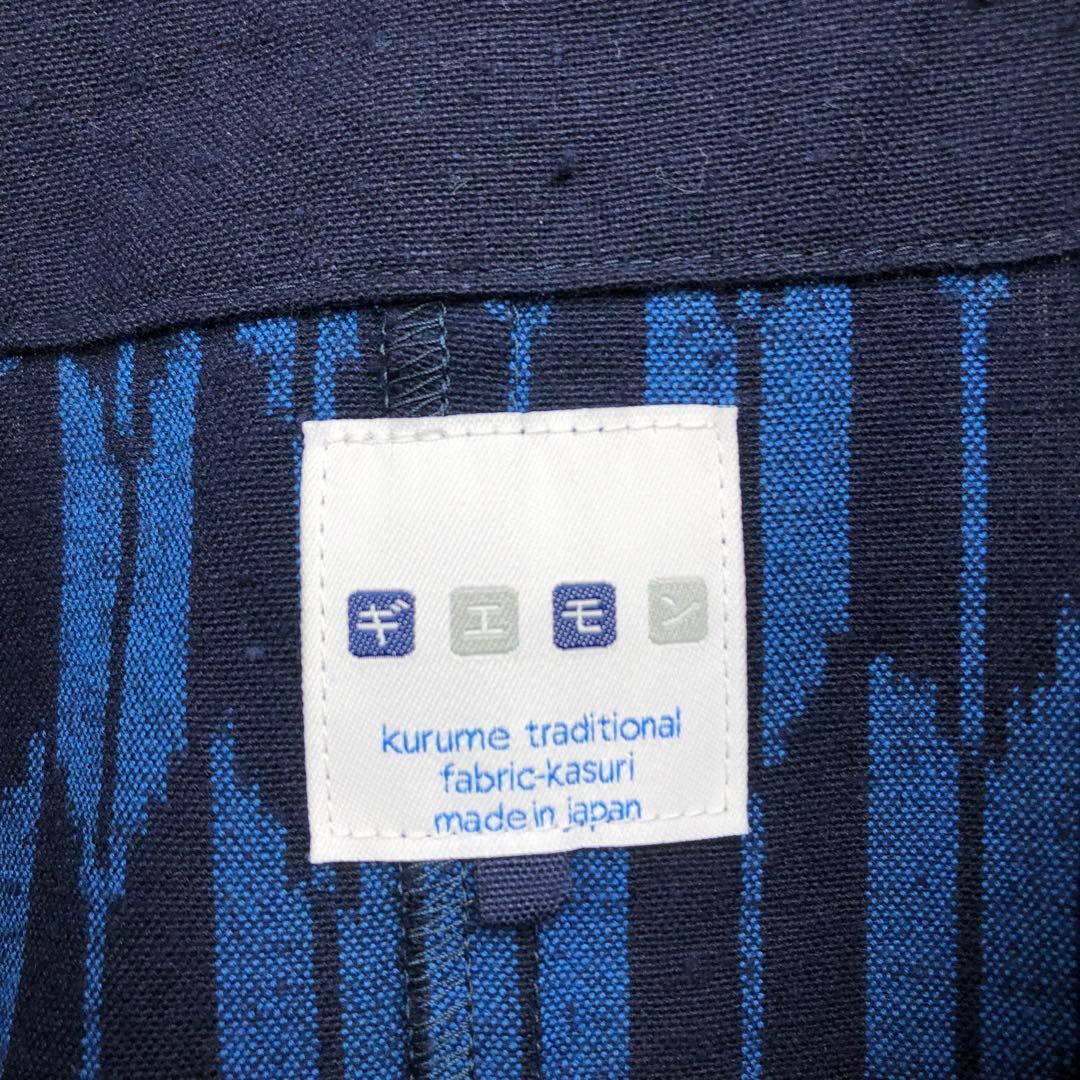 ギエモン
kurume traditional
fabric-kasuri
made in japan